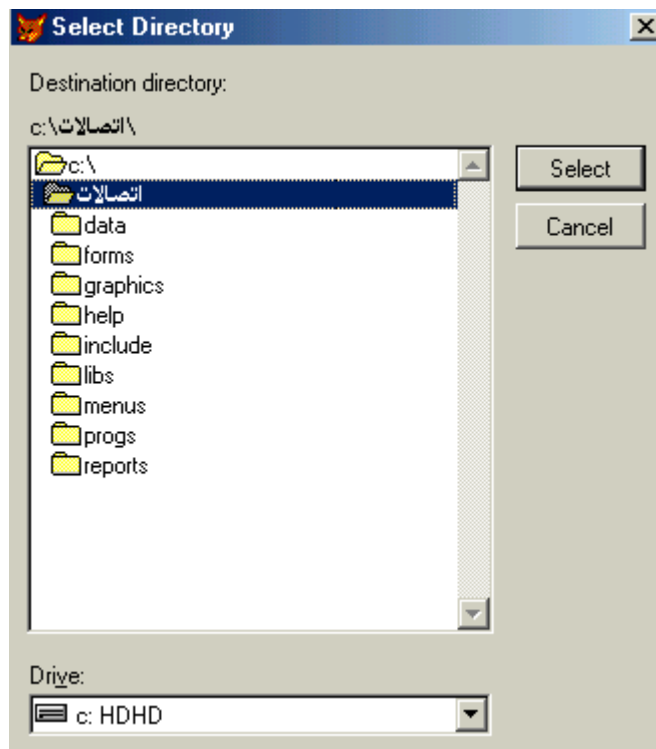 Select Directory
Destination directory:
c:\اتصالات\
c:\
اتصالات
data
forms
graphics
help
include
libs
menus
progs
reports
Select
Cancel
Drive:
c: HDHD